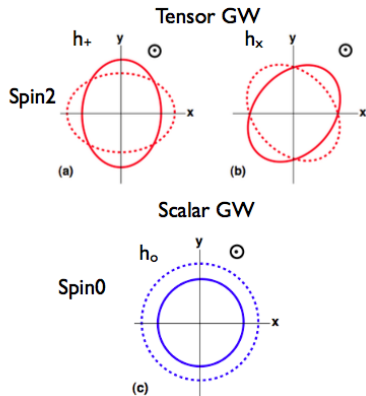 Tensor GW
h+
y
x
(a)
hx
y
x
(b)
Spin2
Scalar GW
ho
y
x
Spin0
(c)